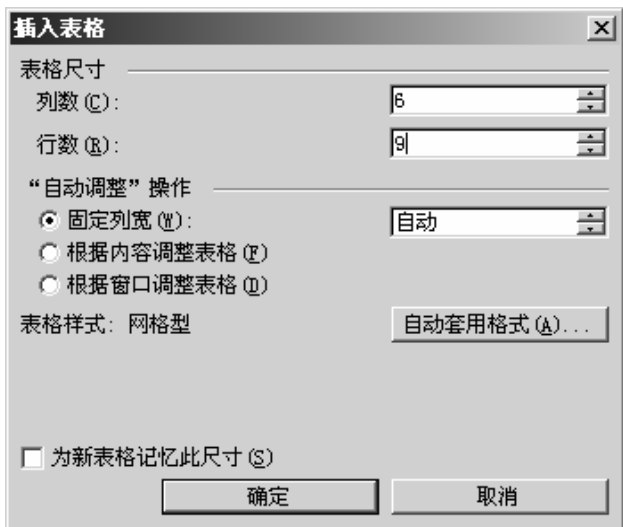 插入表格
表格尺寸
列数(C): 6
行数(R): 9
“自动调整”操作
固定列宽(W): 自动
根据内容调整表格(F)
根据窗口调整表格(D)
表格样式: 网格型 自动套用格式(A)...
为新表格记忆此尺寸(S)
确定 取消